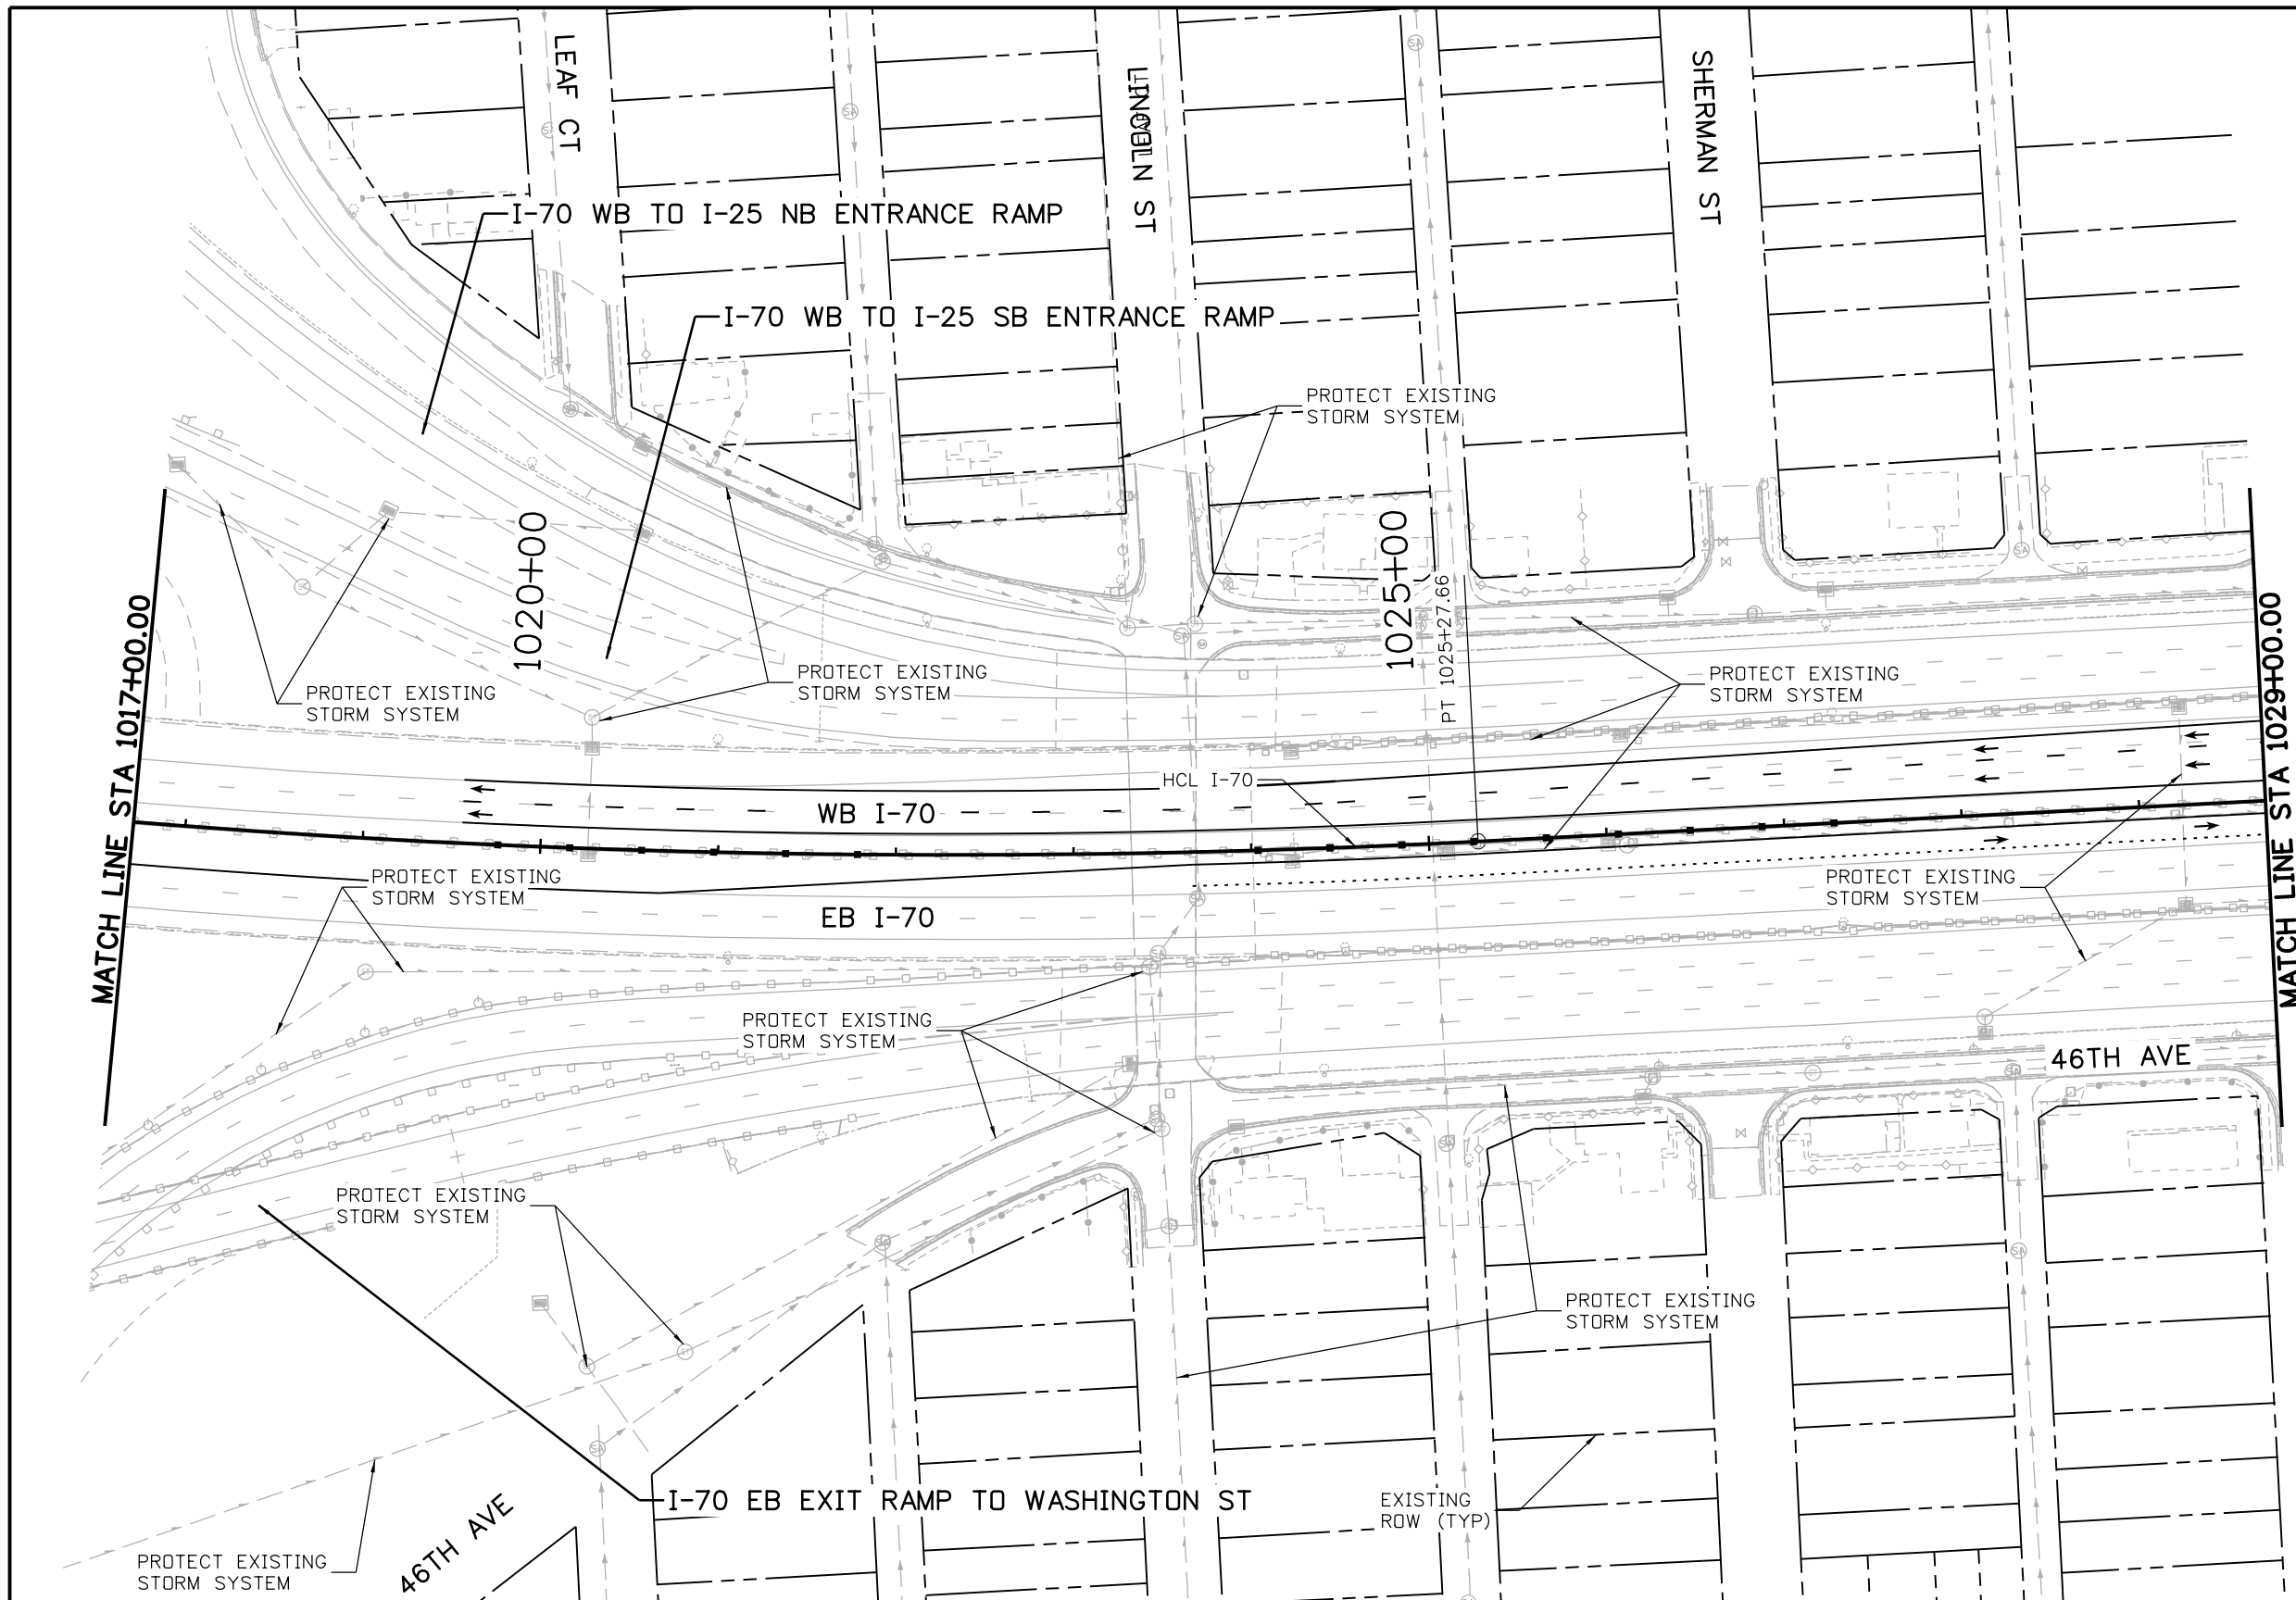 LEAF CT
LINCOLN ST
SHERMAN ST
I-70 WB TO I-25 NB ENTRANCE RAMP
I-70 WB TO I-25 SB ENTRANCE RAMP
PROTECT EXISTING
STORM SYSTEM
1020+00
1025+00
PT 1025+27.66
MATCH LINE STA 1017+00.00
MATCH LINE STA 1029+00.00
PROTECT EXISTING
STORM SYSTEM
PROTECT EXISTING
STORM SYSTEM
PROTECT EXISTING
STORM SYSTEM
HCL I-70
WB I-70
PROTECT EXISTING
STORM SYSTEM
PROTECT EXISTING
STORM SYSTEM
EB I-70
PROTECT EXISTING
STORM SYSTEM
46TH AVE
PROTECT EXISTING
STORM SYSTEM
PROTECT EXISTING
STORM SYSTEM
I-70 EB EXIT RAMP TO WASHINGTON ST
EXISTING
ROW (TYP)
46TH AVE
PROTECT EXISTING
STORM SYSTEM